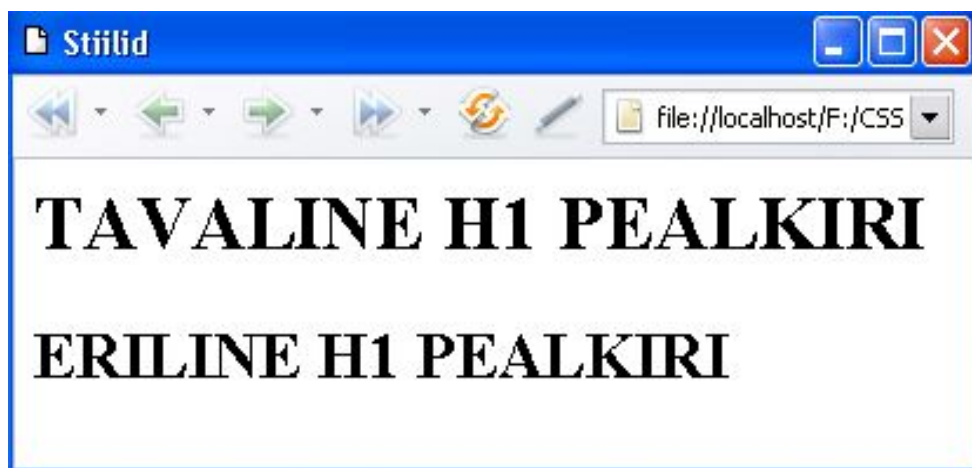 Stiilid
file://localhost/F:/CSS
TAVALINE H1 PEALKIRI
ERILINE H1 PEALKIRI